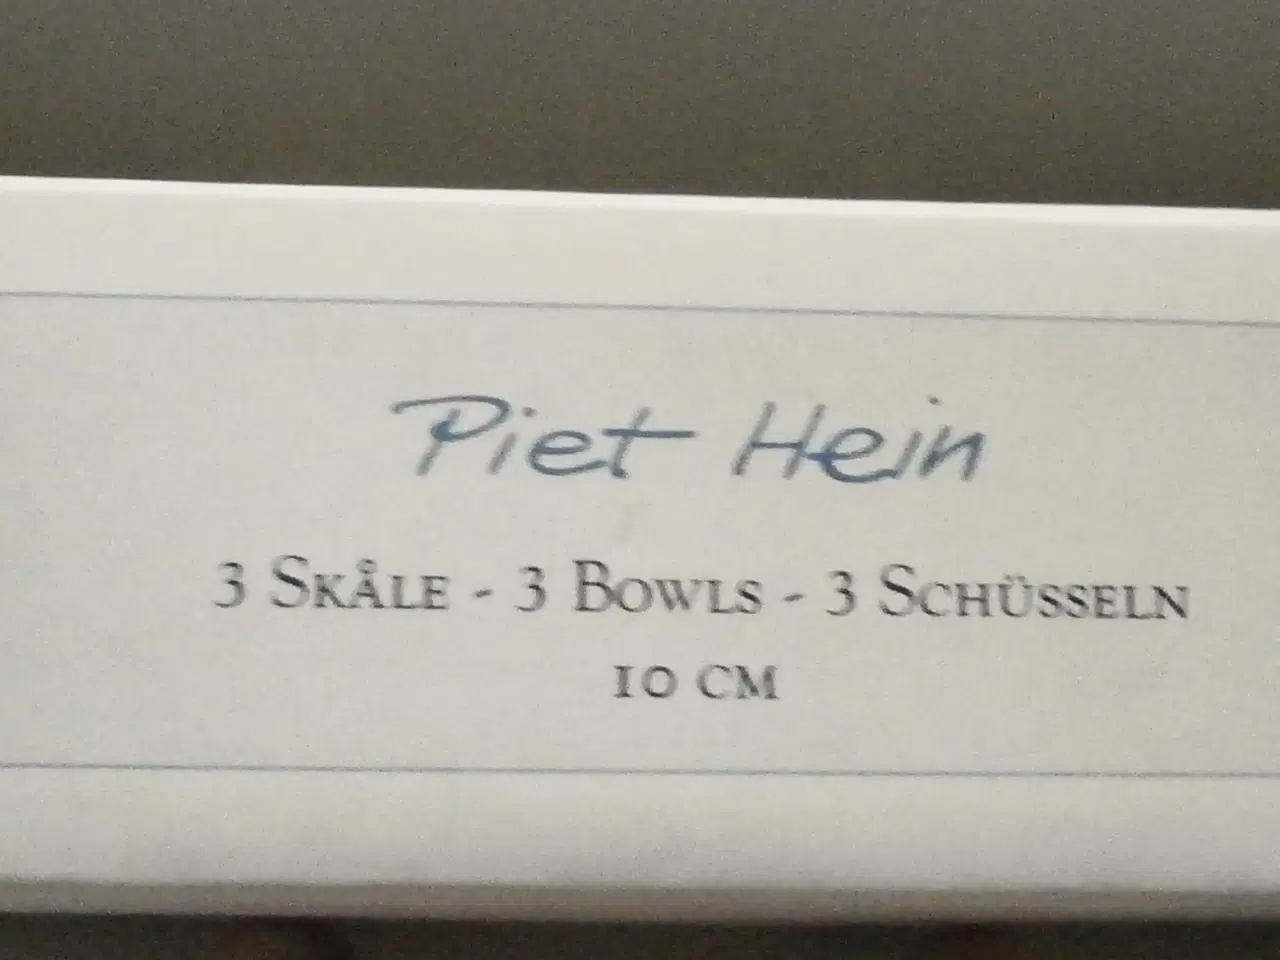 Piet Hein
3 Skåle - 3 Bowls - 3 Schüsseln
10 cm